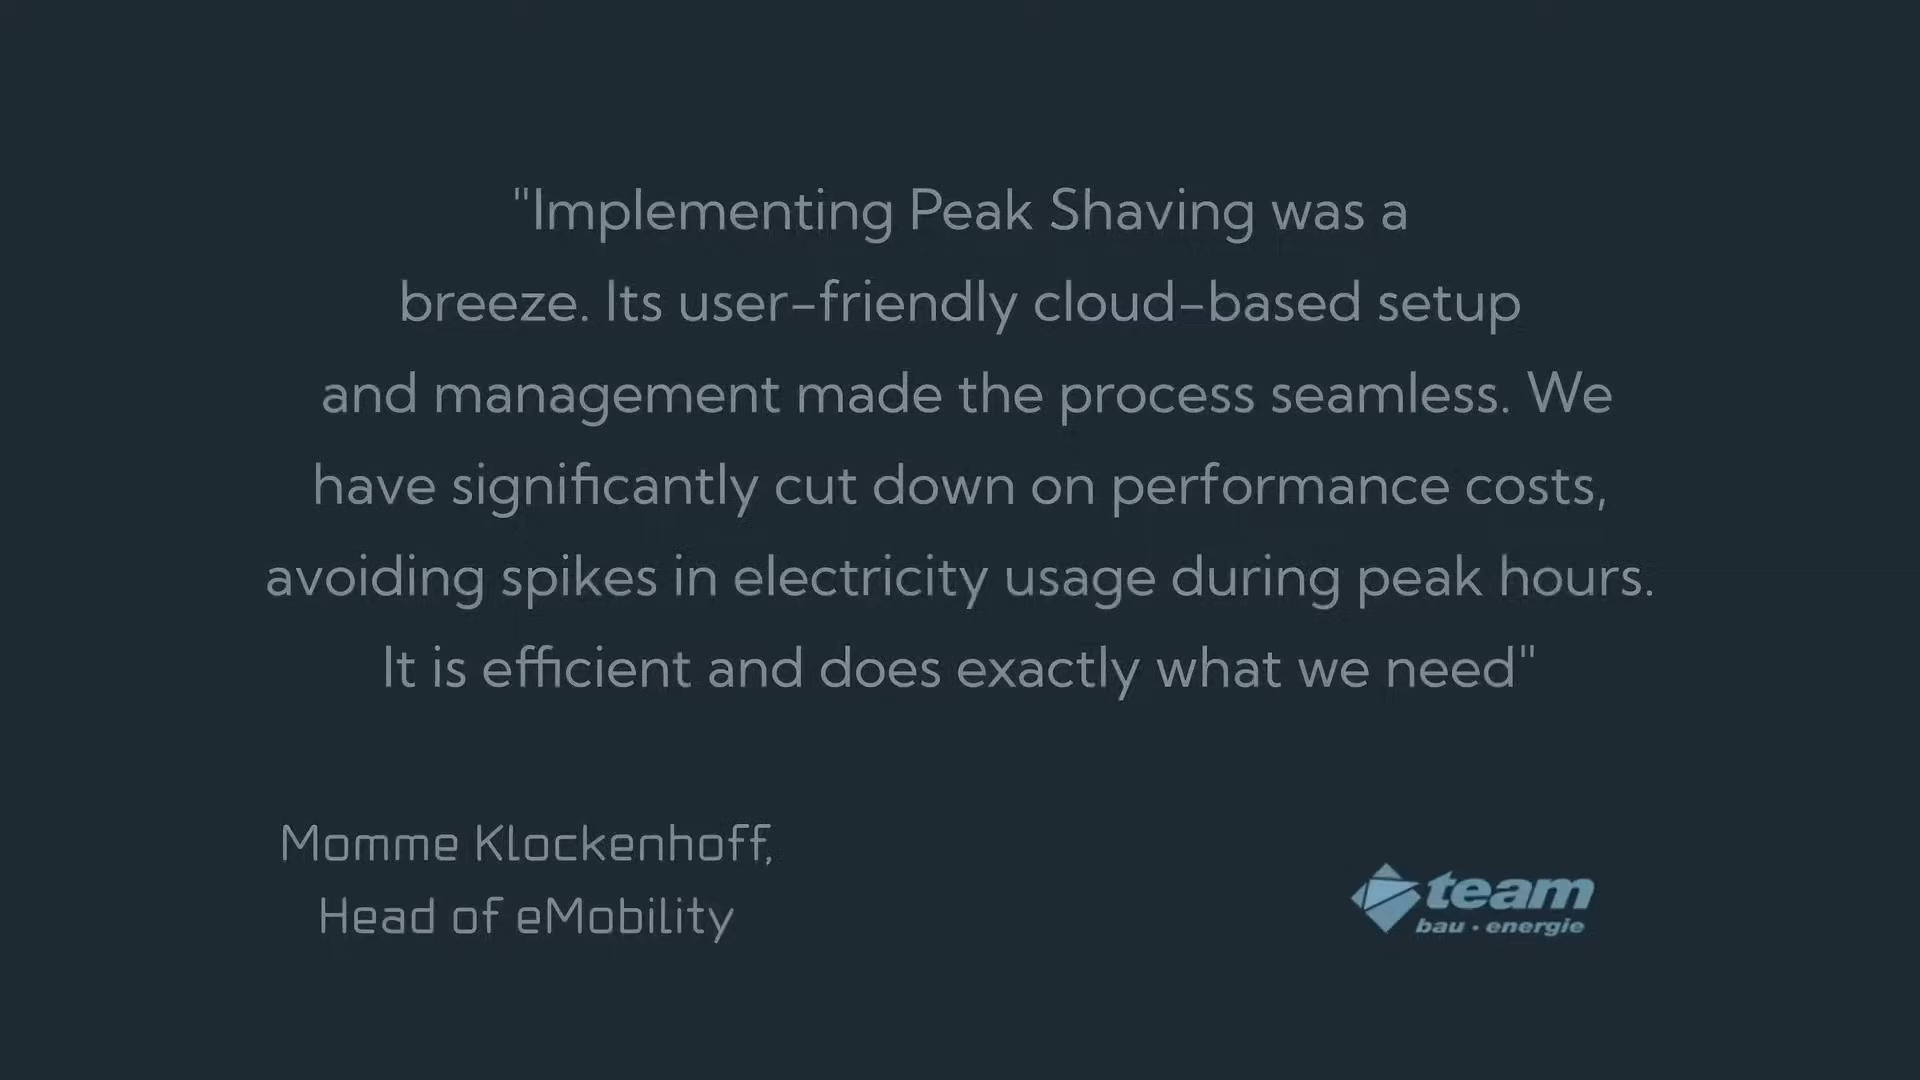 "Implementing Peak Shaving was a
breeze. Its user-friendly cloud-based setup
and management made the process seamless. We
have significantly cut down on performance costs,
avoiding spikes in electricity usage during peak hours.
It is efficient and does exactly what we need"
Momme Klockenhoff,
Head of eMobility
team
bau · energie